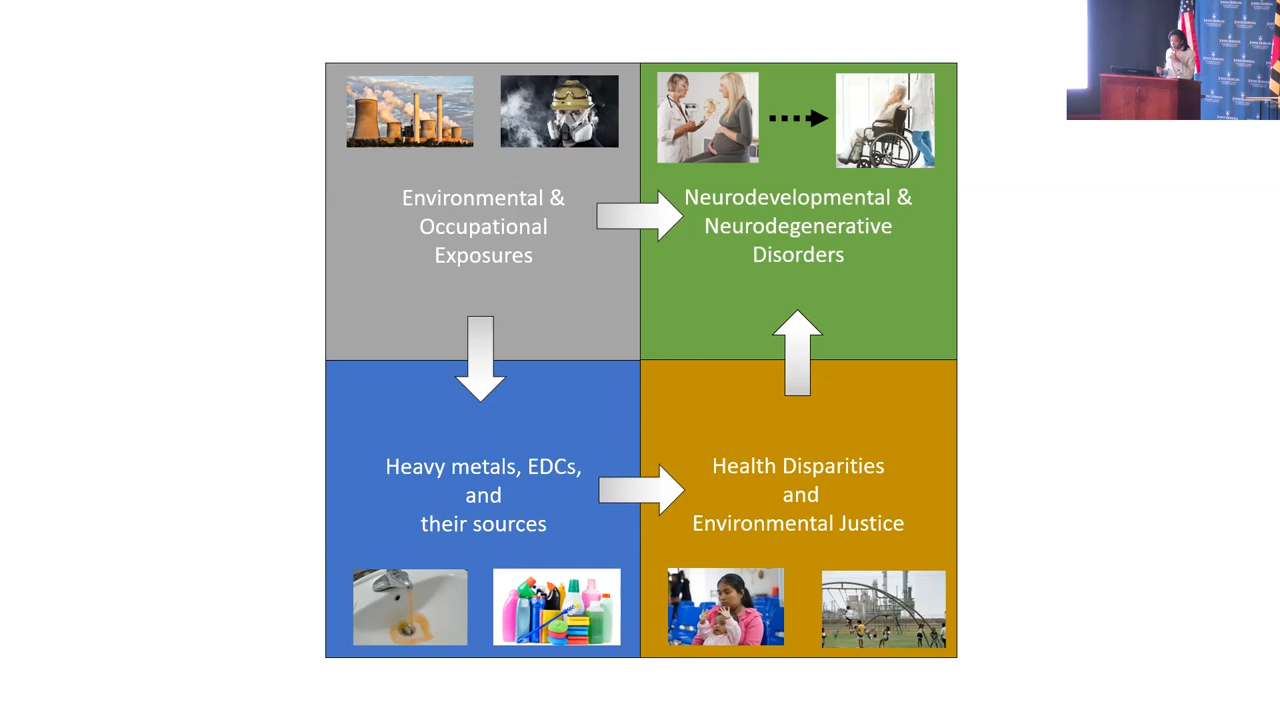 Environmental &
Occupational
Exposures
Neurodevelopmental &
Neurodegenerative
Disorders
Heavy metals, EDCs,
and
their sources
Health Disparities
and
Environmental Justice